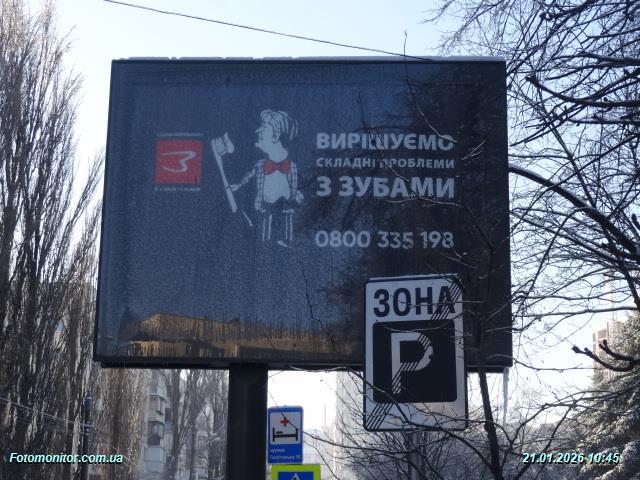 ВИРІШУЄМО
СКЛАДНІ ПРОБЛЕМИ
З ЗУБАМИ
0800 335 198
ЗОНА
P
Fotomonitor.com.ua
21.01.2026 10:45